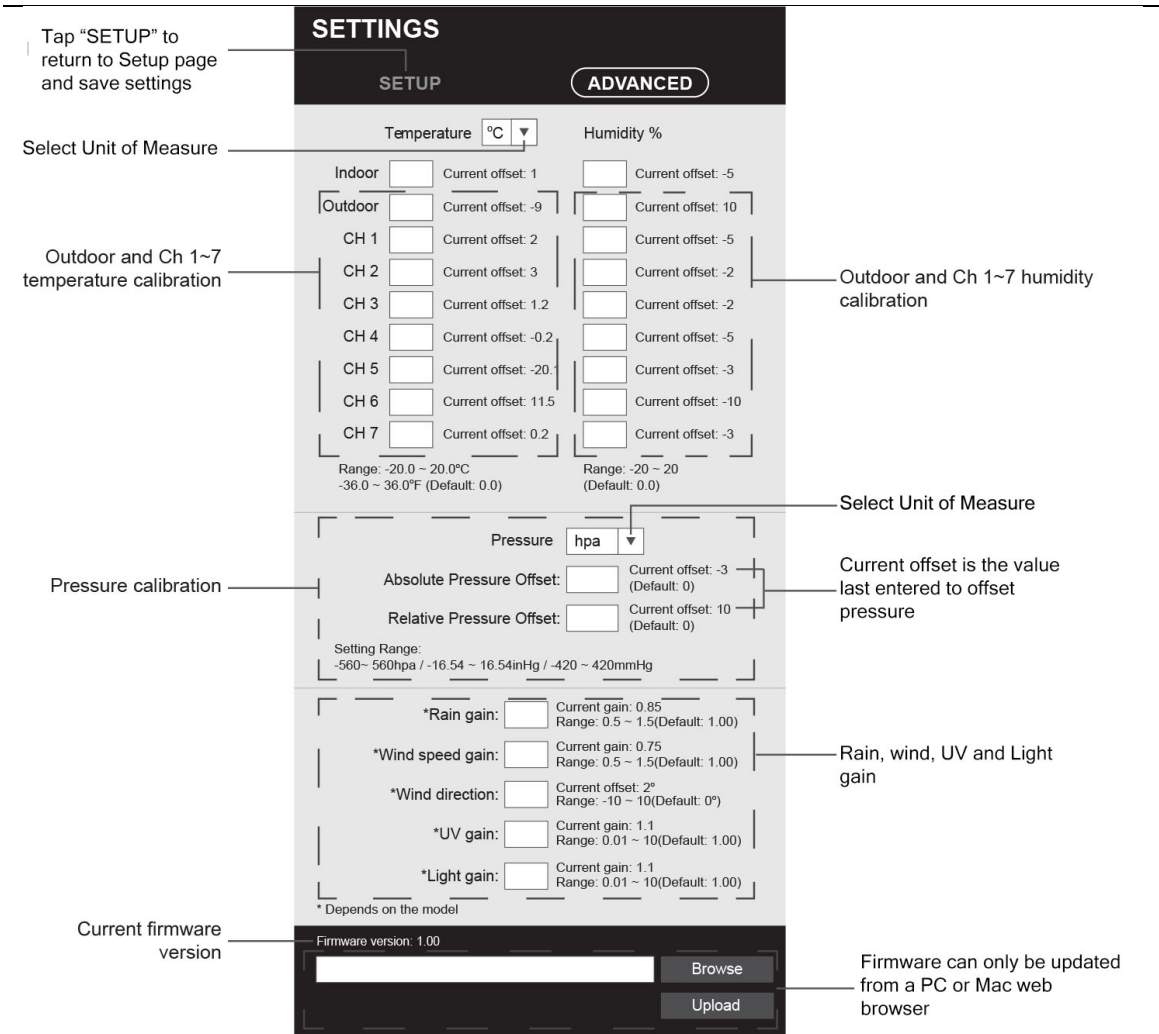 SETTINGS
Tap “SETUP” to
return to Setup page
and save settings
SETUP
ADVANCED
Temperature
ºC
▼
Humidity %
Select Unit of Measure
Indoor
Current offset: 1
Current offset: -5
Outdoor
Current offset: -9
Current offset: 10
CH 1
Current offset: 2
Current offset: -5
Outdoor and Ch 1~7
temperature calibration
CH 2
Current offset: 3
Current offset: -2
Outdoor and Ch 1~7 humidity
calibration
CH 3
Current offset: 1.2
Current offset: -2
CH 4
Current offset: -0.2
Current offset: -5
CH 5
Current offset: -20.
Current offset: -3
CH 6
Current offset: 11.5
Current offset: -10
CH 7
Current offset: 0.2
Current offset: -3
Range: -20.0 ~ 20.0ºC
-36.0 ~ 36.0ºF (Default: 0.0)
Range: -20 ~ 20
(Default: 0.0)
Select Unit of Measure
Pressure
hpa
▼
Pressure calibration
Absolute Pressure Offset:
Current offset: -3
(Default: 0)
Current offset is the value
last entered to offset
pressure
Relative Pressure Offset:
Current offset: 10
(Default: 0)
Setting Range:
-560~ 560hpa / -16.54 ~ 16.54inHg / -420 ~ 420mmHg
*Rain gain:
Current gain: 0.85
Range: 0.5 ~ 1.5(Default: 1.00)
*Wind speed gain:
Current gain: 0.75
Range: 0.5 ~ 1.5(Default: 1.00)
Rain, wind, UV and Light
gain
*Wind direction:
Current offset: 2º
Range: -10 ~ 10(Default: 0º)
*UV gain:
Current gain: 1.1
Range: 0.01 ~ 10(Default: 1.00)
*Light gain:
Current gain: 1.1
Range: 0.01 ~ 10(Default: 1.00)
* Depends on the model
Current firmware
version
Firmware version: 1.00
Browse
Upload
Firmware can only be updated
from a PC or Mac web
browser